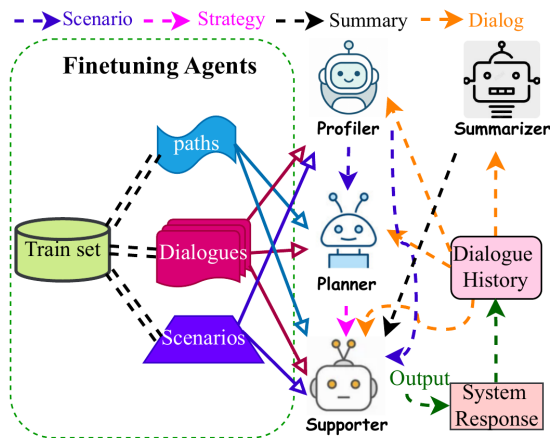 Scenario
Strategy
Summary
Dialog
Finetuning Agents
paths
Train set
Dialogues
Scenarios
Profiler
Summarizer
Planner
Dialogue
History
Supporter
Output
System
Response